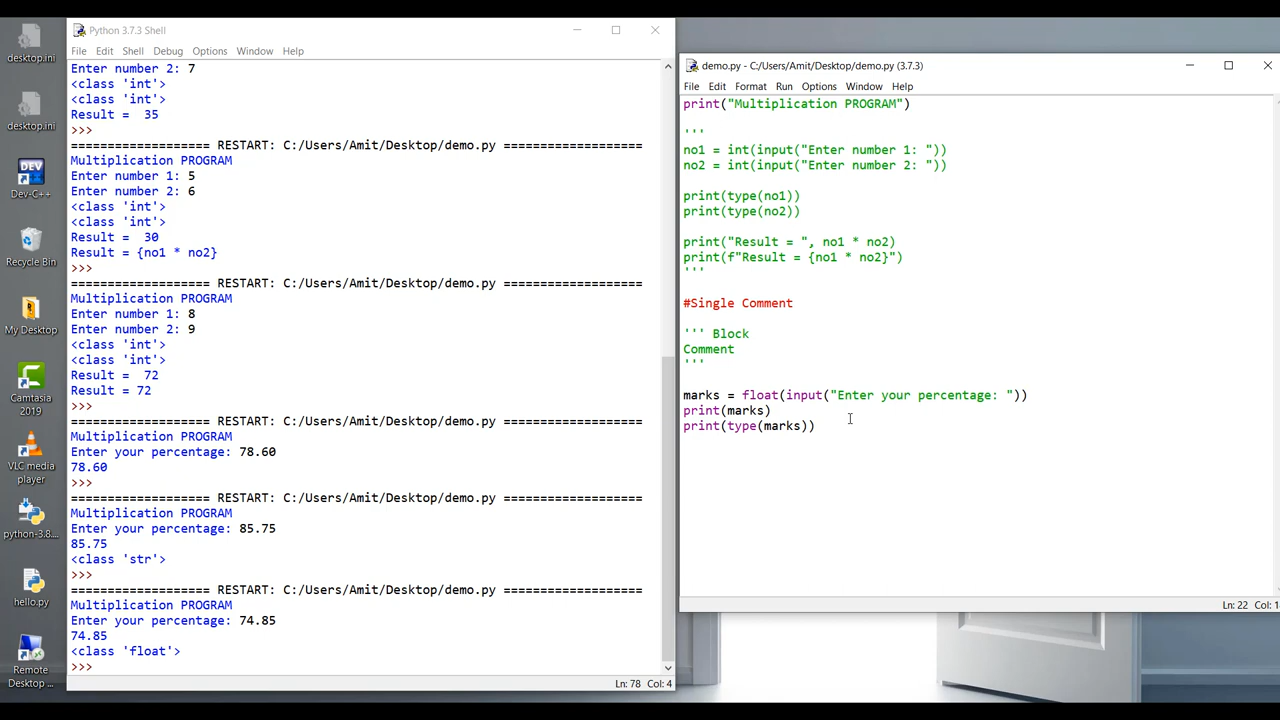 desktop.ini
desktop.ini
DEV
Dev-C++
Recycle Bin
My Desktop
Camtasia
2019
VLC media
player
python-3.8....
hello.py
Remote
Desktop ...
Python 3.7.3 Shell
File Edit Shell Debug Options Window Help
Enter number 2: 7
<class 'int'>
<class 'int'>
Result =  35
>>>
=================== RESTART: C:/Users/Amit/Desktop/demo.py ===================
Multiplication PROGRAM
Enter number 1: 5
Enter number 2: 6
<class 'int'>
<class 'int'>
Result =  30
Result = {no1 * no2}
>>>
=================== RESTART: C:/Users/Amit/Desktop/demo.py ===================
Multiplication PROGRAM
Enter number 1: 8
Enter number 2: 9
<class 'int'>
<class 'int'>
Result =  72
Result = 72
>>>
=================== RESTART: C:/Users/Amit/Desktop/demo.py ===================
Multiplication PROGRAM
Enter your percentage: 78.60
78.60
>>>
=================== RESTART: C:/Users/Amit/Desktop/demo.py ===================
Multiplication PROGRAM
Enter your percentage: 85.75
85.75
<class 'str'>
>>>
=================== RESTART: C:/Users/Amit/Desktop/demo.py ===================
Multiplication PROGRAM
Enter your percentage: 74.85
74.85
<class 'float'>
>>>
Ln: 78 Col: 4
demo.py - C:/Users/Amit/Desktop/demo.py (3.7.3)
File Edit Format Run Options Window Help
print("Multiplication PROGRAM")
'''
no1 = int(input("Enter number 1: "))
no2 = int(input("Enter number 2: "))
print(type(no1))
print(type(no2))
print("Result = ", no1 * no2)
print(f"Result = {no1 * no2}")
'''
#Single Comment
''' Block
Comment
'''
marks = float(input("Enter your percentage: "))
print(marks)
print(type(marks))
Ln: 22 Col: